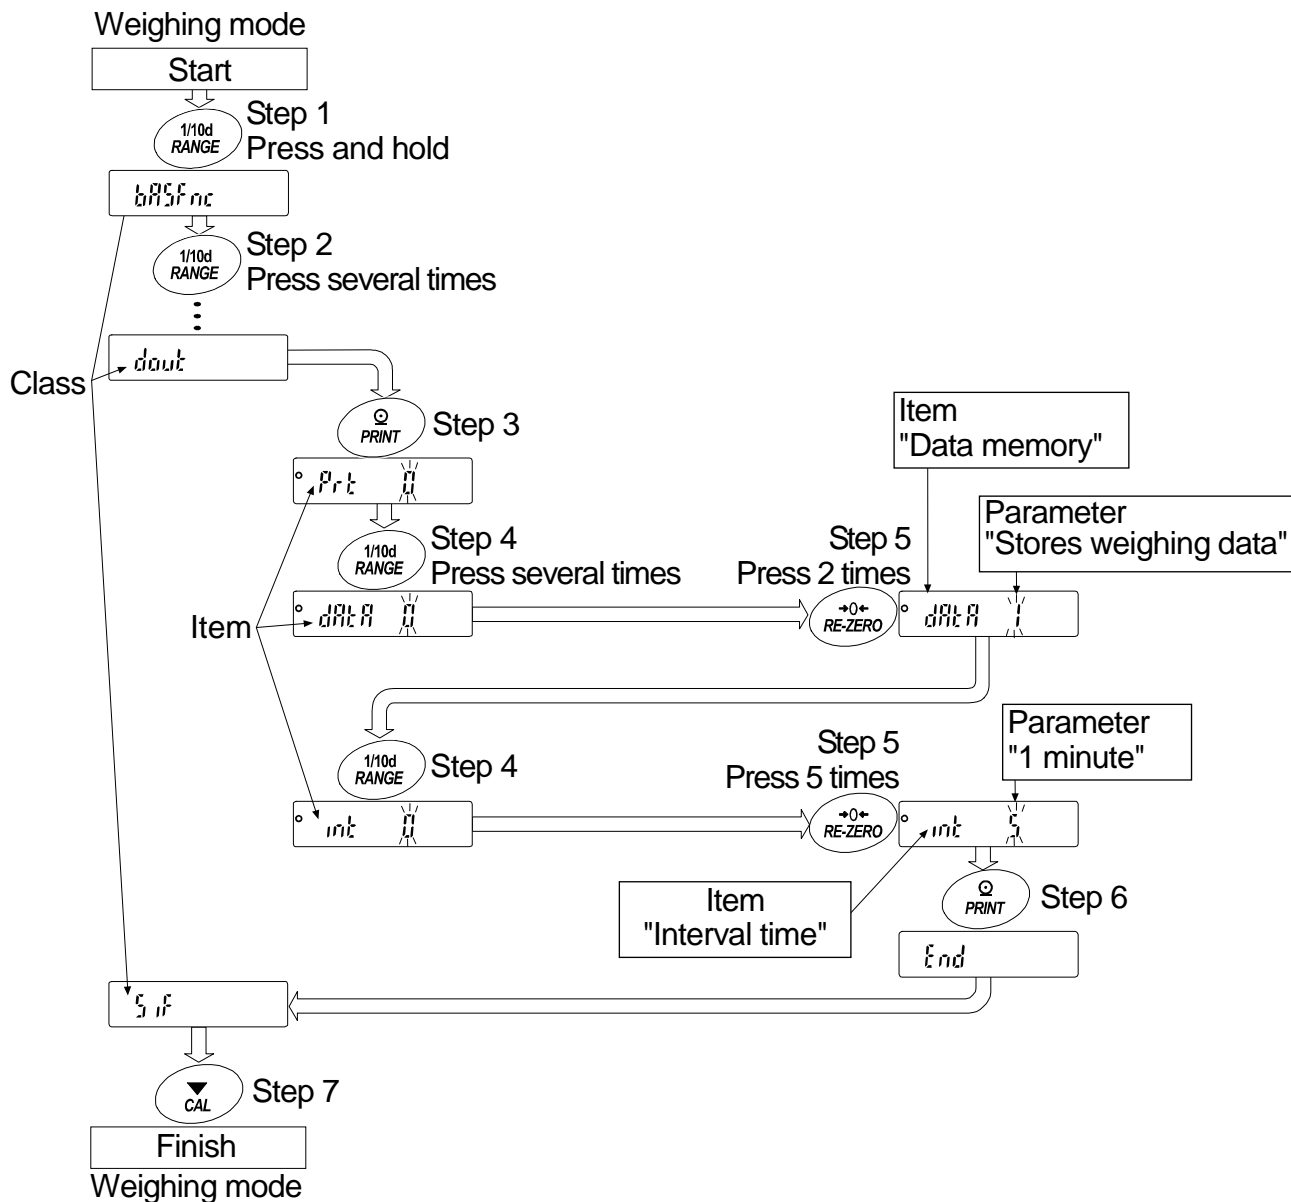 Weighing mode
Start
1/10d
RANGE
Step 1
Press and hold
bASFnc
1/10d
RANGE
Step 2
Press several times
dout
Class
PRINT
Step 3
Prt 0
1/10d
RANGE
Step 4
Press several times
Item
dAtA 0
Step 5
Press 2 times
→0←
RE-ZERO
Item
"Data memory"
Parameter
"Stores weighing data"
dAtA 1
1/10d
RANGE
Step 4
int 0
Step 5
Press 5 times
→0←
RE-ZERO
Parameter
"1 minute"
int 5
Item
"Interval time"
PRINT
Step 6
End
SiF
CAL
Step 7
Finish
Weighing mode